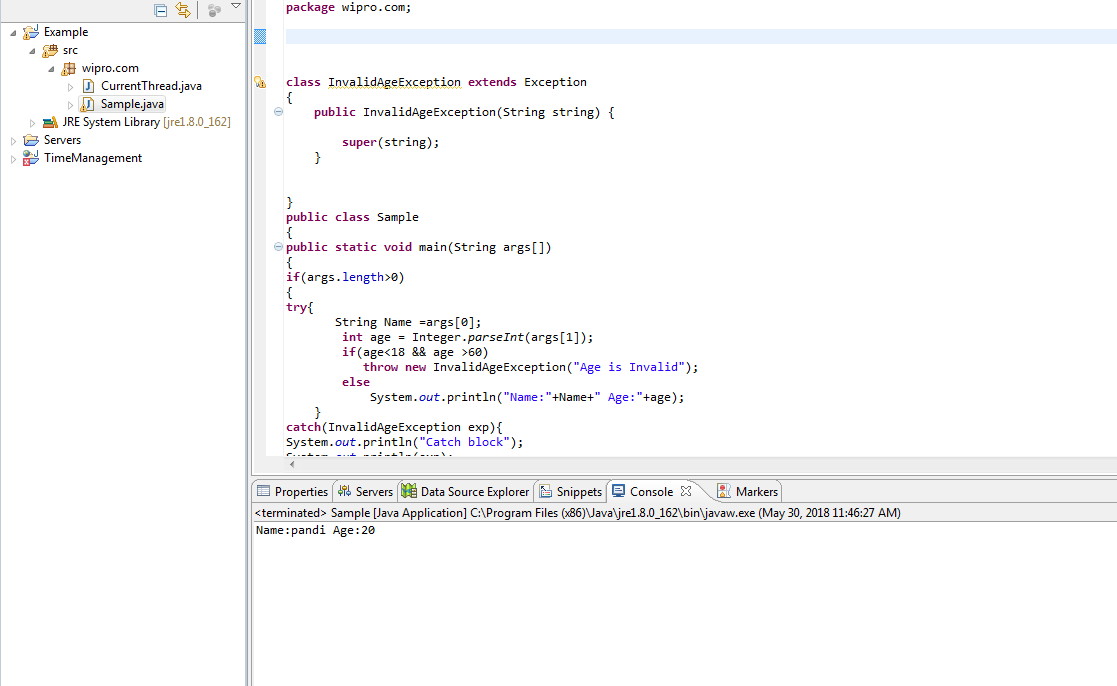 Example
src
wipro.com
CurrentThread.java
Sample.java
JRE System Library [jre1.8.0_162]
Servers
TimeManagement
package wipro.com;
class InvalidAgeException extends Exception
{
public InvalidAgeException(String string) {
super(string);
}
}
public class Sample
{
public static void main(String args[])
{
if(args.length>0)
{
try{
String Name =args[0];
int age = Integer.parseInt(args[1]);
if(age<18 && age >60)
throw new InvalidAgeException("Age is Invalid");
else
System.out.println("Name:"+Name+" Age:"+age);
}
catch(InvalidAgeException exp){
System.out.println("Catch block");
System.out.println(exp);
Properties Servers Data Source Explorer Snippets Console Markers
<terminated> Sample [Java Application] C:\Program Files (x86)\Java\jre1.8.0_162\bin\javaw.exe (May 30, 2018 11:46:27 AM)
Name:pandi Age:20